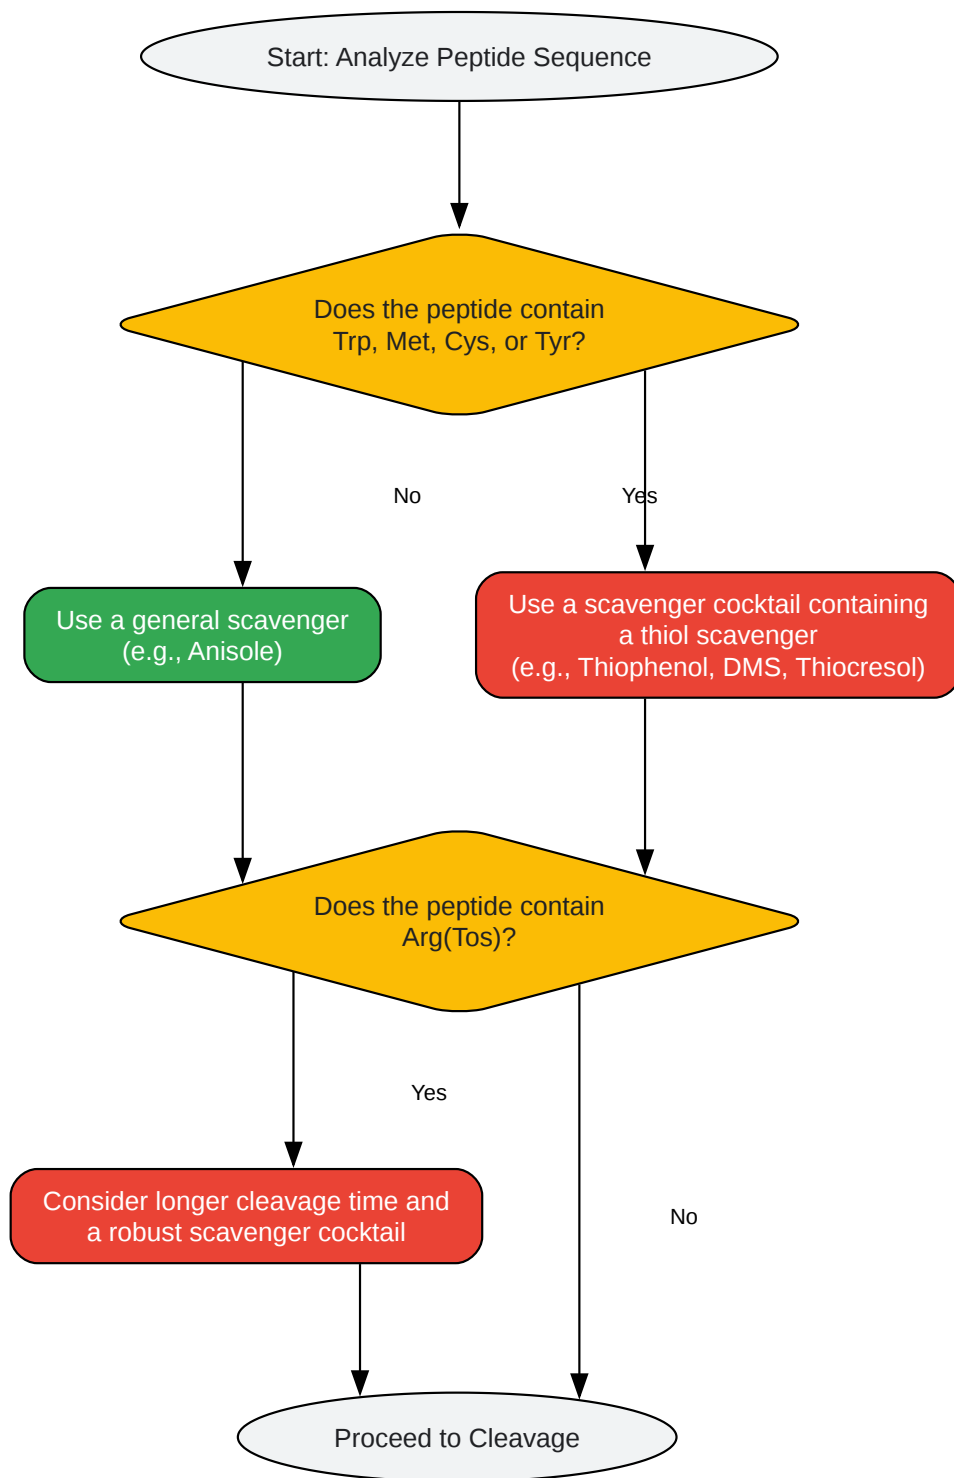 Start: Analyze Peptide Sequence
Does the peptide contain
Trp, Met, Cys, or Tyr?
No
Yes
Use a general scavenger
(e.g., Anisole)
Use a scavenger cocktail containing
a thiol scavenger
(e.g., Thiophenol, DMS, Thiocresol)
Does the peptide contain
Arg(Tos)?
Yes
Consider longer cleavage time and
a robust scavenger cocktail
No
Proceed to Cleavage